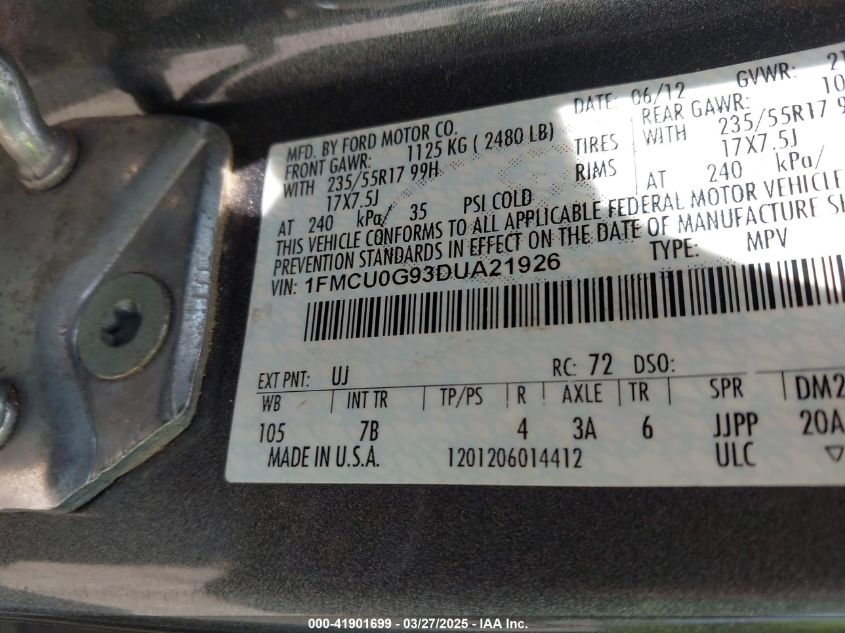 MFD. BY FORD MOTOR CO.
DATE: 06/12 GVWR:
FRONT GAWR: 1125 KG ( 2480 LB)
REAR GAWR:
WITH 235/55R17 99H TIRES WITH 235/55R17
17X7.5J RIMS 17X7.5J
AT 240 kPa/ 35 PSI COLD AT 240 kPa/
THIS VEHICLE CONFORMS TO ALL APPLICABLE FEDERAL MOTOR VEHICLE
PREVENTION STANDARDS IN EFFECT ON THE DATE OF MANUFACTURE
VIN: 1FMCU0G93DUA21926 TYPE: MPV
EXT PNT: UJ RC: 72 DSO:
WB INT TR TP/PS R AXLE TR SPR
105 7B 4 3A 6 JJPP
MADE IN U.S.A. 1201206014412 ULC
000-41901699 - 03/27/2025 - IAA Inc.